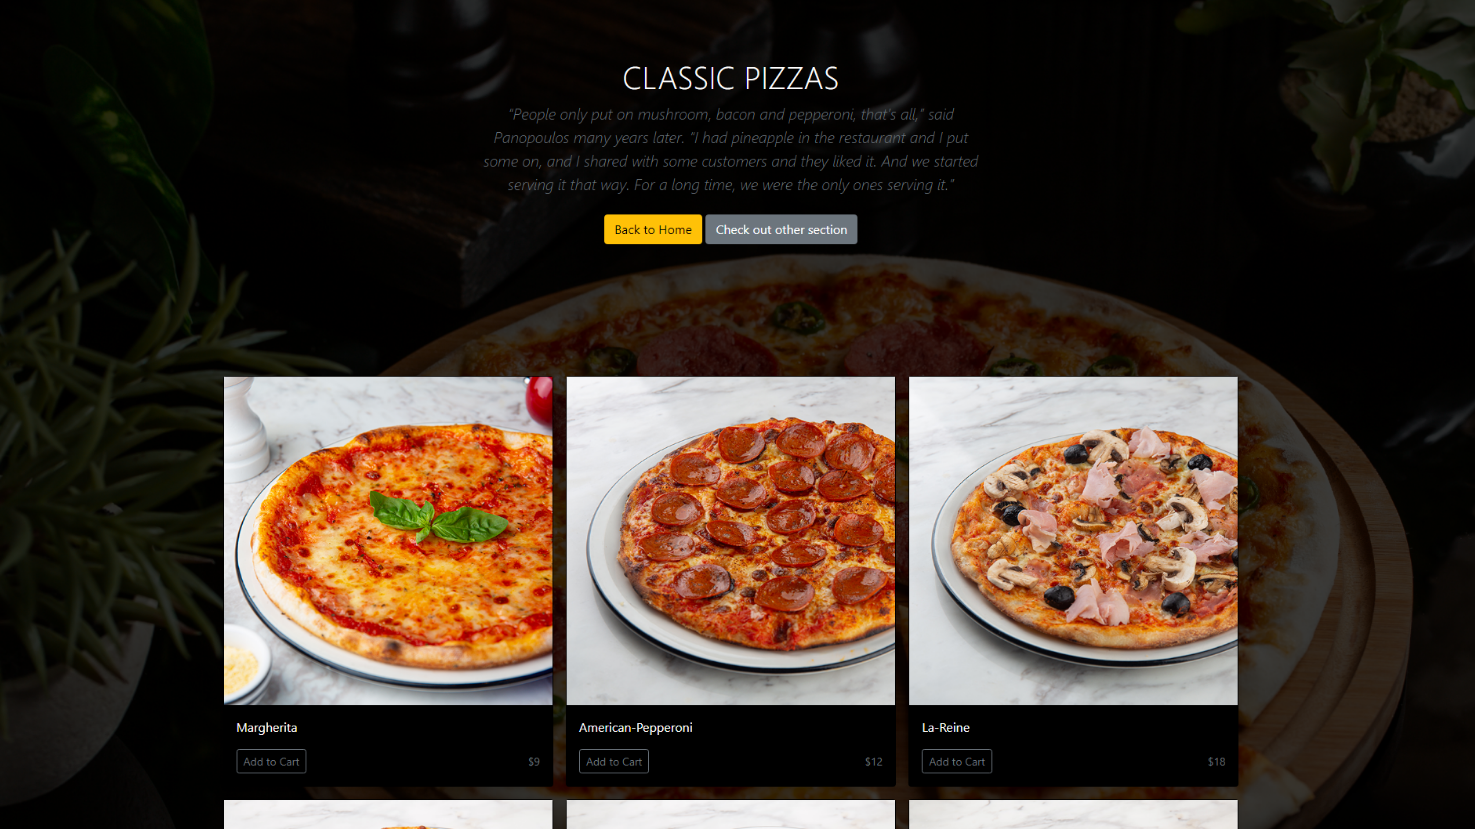 CLASSIC PIZZAS
"People only put on mushroom, bacon and pepperoni, that's all," said
Panopoulos many years later. "I had pineapple in the restaurant and I put
some on, and I shared with some customers and they liked it. And we started
serving it that way. For a long time, we were the only ones serving it."
Back to Home Check out other section
Margherita
Add to Cart $9
American-Pepperoni
Add to Cart $12
La-Reine
Add to Cart $18